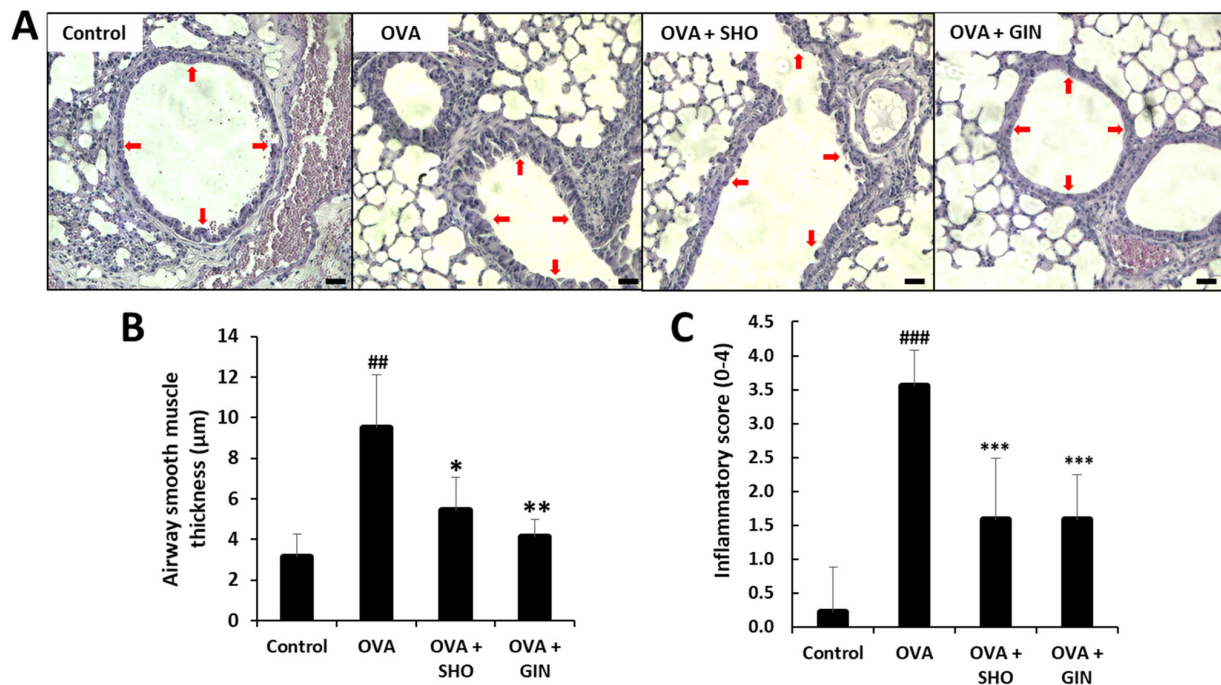 A
Control
OVA
OVA + SHO
OVA + GIN
B
Airway smooth muscle
thickness (µm)
14
12
10
8
6
4
2
0
##
*
**
Control
OVA
OVA +
SHO
OVA +
GIN
C
Inflammatory score (0-4)
4.5
4.0
3.5
3.0
2.5
2.0
1.5
1.0
0.5
0.0
###
***
***
Control
OVA
OVA +
SHO
OVA +
GIN